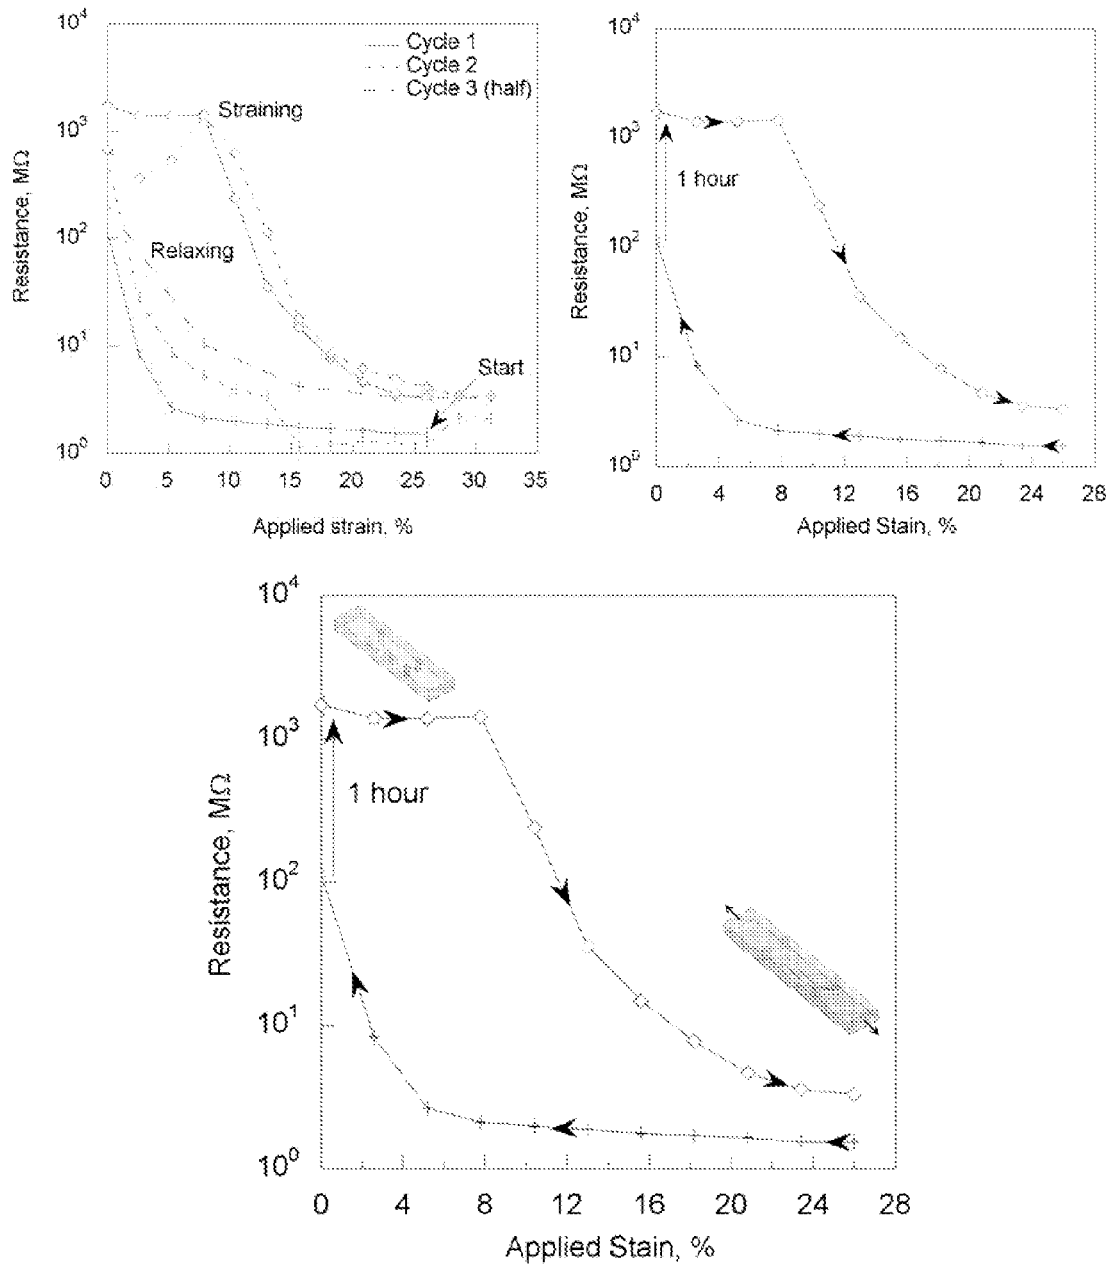 10⁴
10³
10²
10¹
10⁰
Resistance, MΩ
Cycle 1
Cycle 2
Cycle 3 (half)
Straining
Relaxing
Start
0 5 10 15 20 25 30 35
Applied strain, %
10⁴
10³
10²
10¹
10⁰
Resistance, MΩ
1 hour
0 4 8 12 16 20 24 28
Applied Stain, %
10⁴
10³
10²
10¹
10⁰
Resistance, MΩ
1 hour
0 4 8 12 16 20 24 28
Applied Stain, %